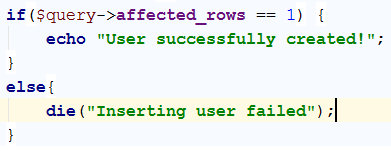 if($query->affected_rows == 1) {
    echo "User successfully created!";
}
else{
    die("Inserting user failed");
}